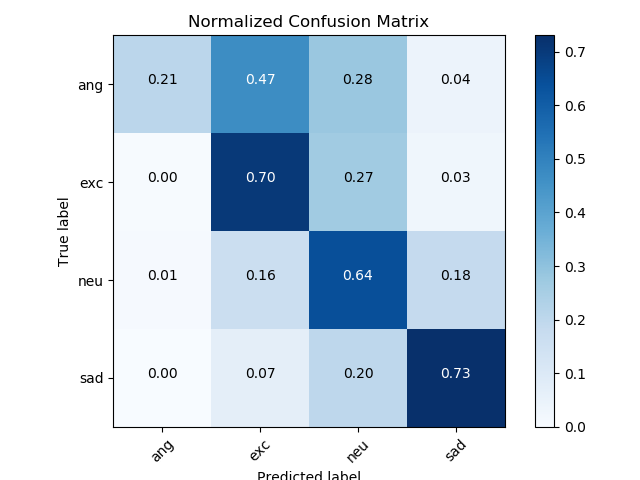 Normalized Confusion Matrix
ang 0.21 0.47 0.28 0.04
exc 0.00 0.70 0.27 0.03
neu 0.01 0.16 0.64 0.18
sad 0.00 0.07 0.20 0.73
True label
ang exc neu sad
Predicted label
0.7
0.6
0.5
0.4
0.3
0.2
0.1
0.0